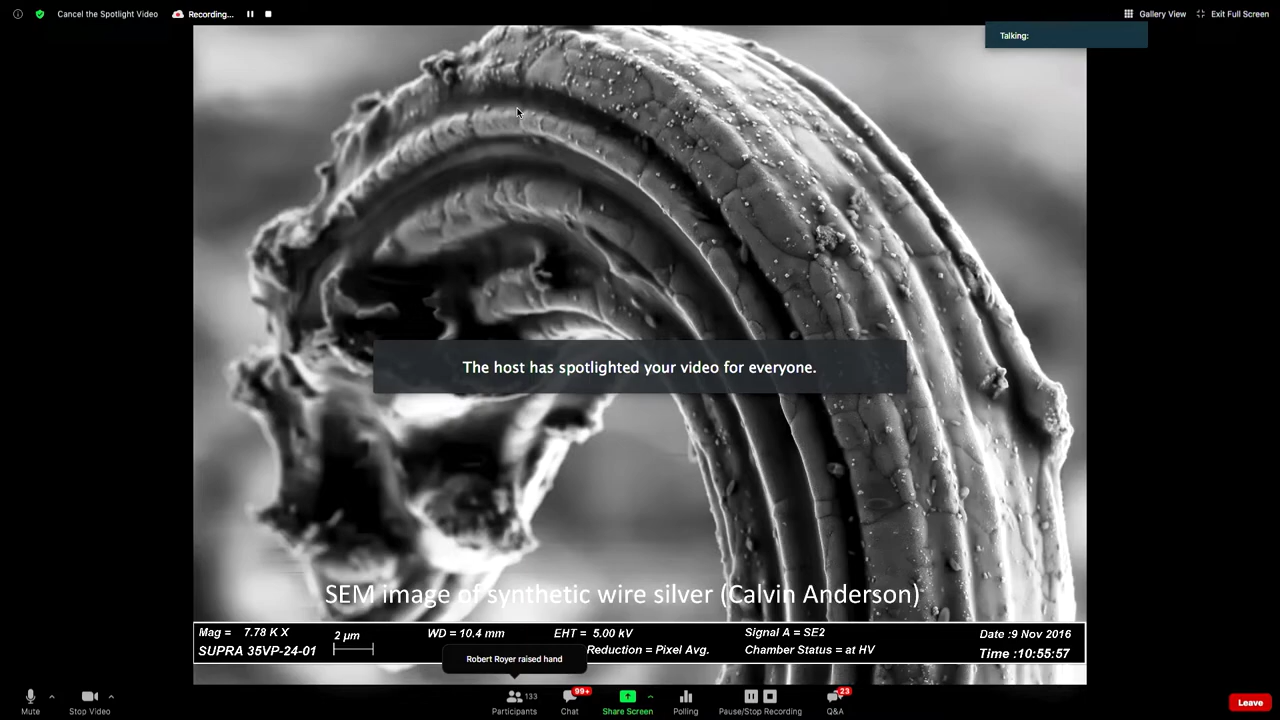 Cancel the Spotlight Video
Recording...
Gallery View
Exit Full Screen
Talking:
The host has spotlighted your video for everyone.
SEM image of synthetic wire silver (Calvin Anderson)
Mag = 7.78 K X
2 µm
WD = 10.4 mm
EHT = 5.00 kV
Signal A = SE2
Date :9 Nov 2016
SUPRA 35VP-24-01
Reduction = Pixel Avg.
Chamber Status = at HV
Time :10:55:57
Robert Royer raised hand
133
99+
23
Mute
Stop Video
Participants
Chat
Share Screen
Polling
Pause/Stop Recording
Q&A
Leave